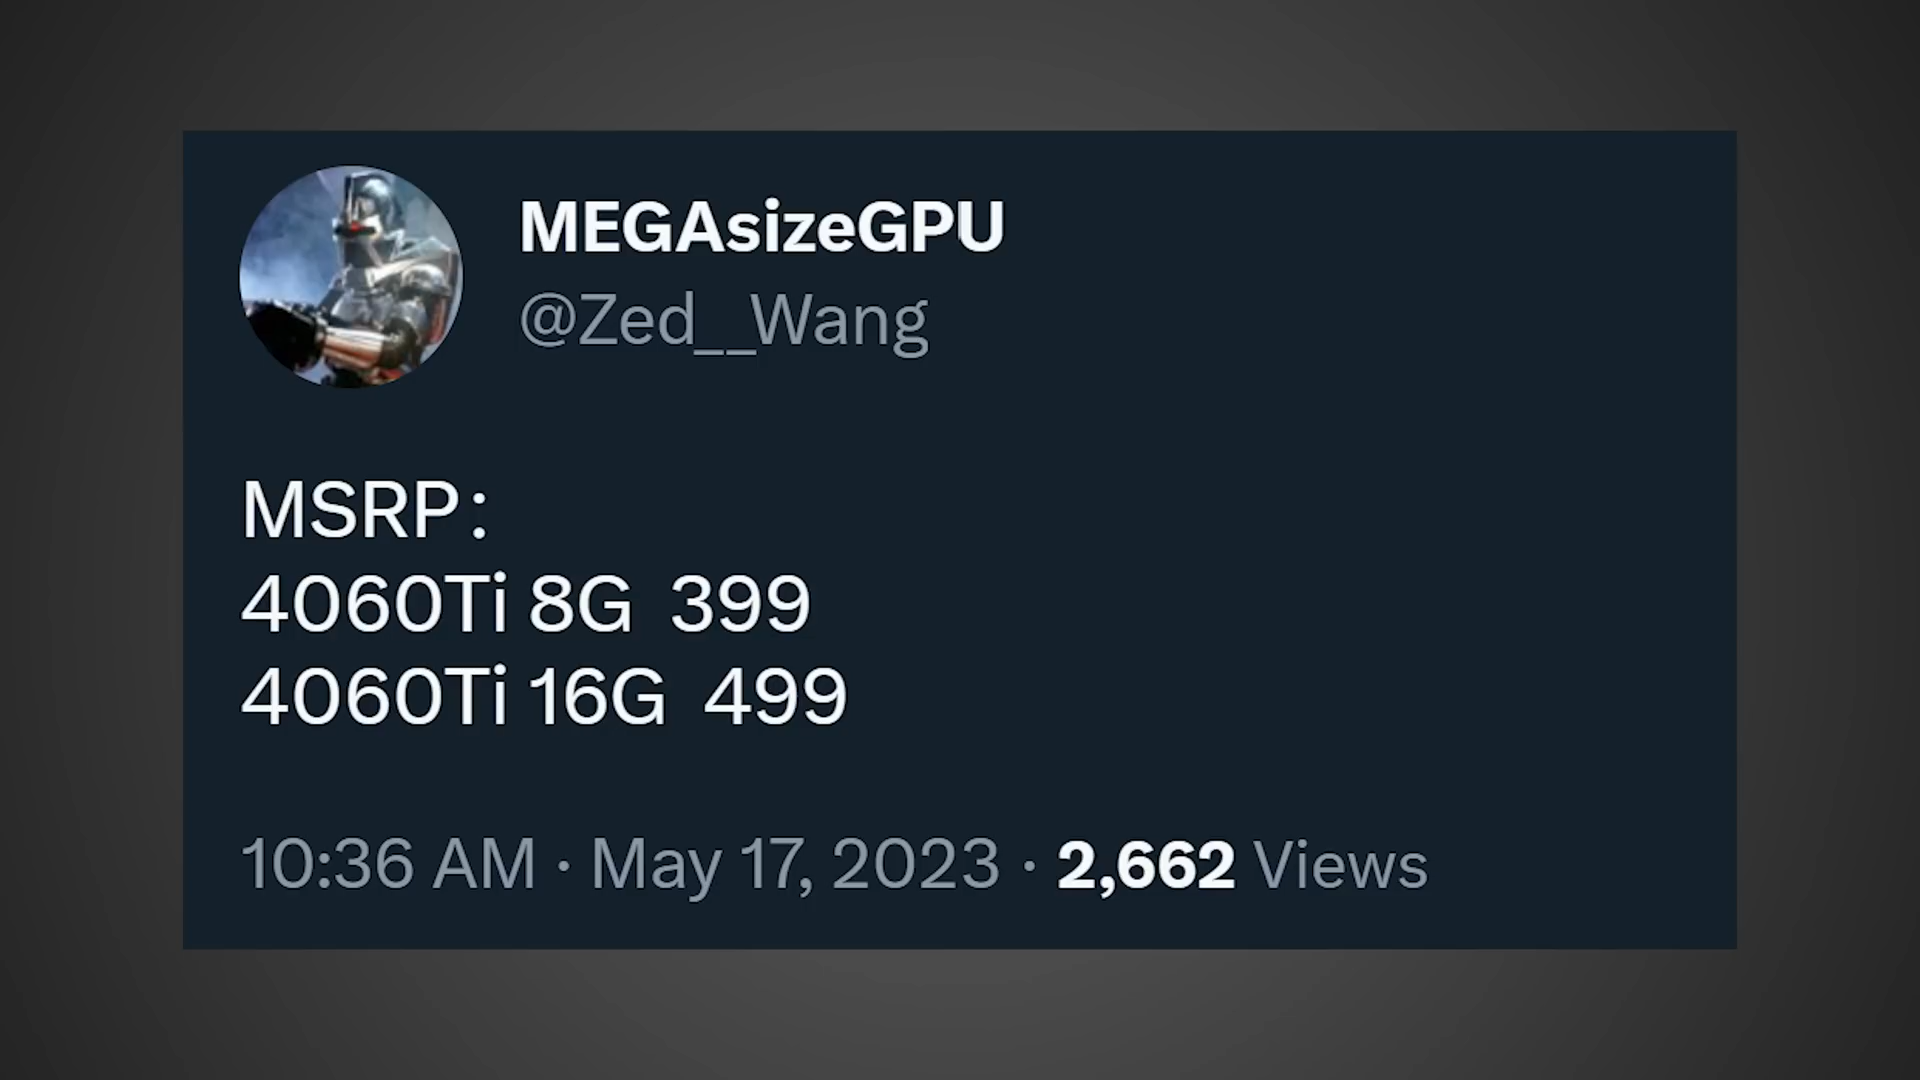 MEGAsizeGPU
@Zed__Wang
MSRP:
4060Ti 8G  399
4060Ti 16G  499
10:36 AM · May 17, 2023 · 2,662 Views